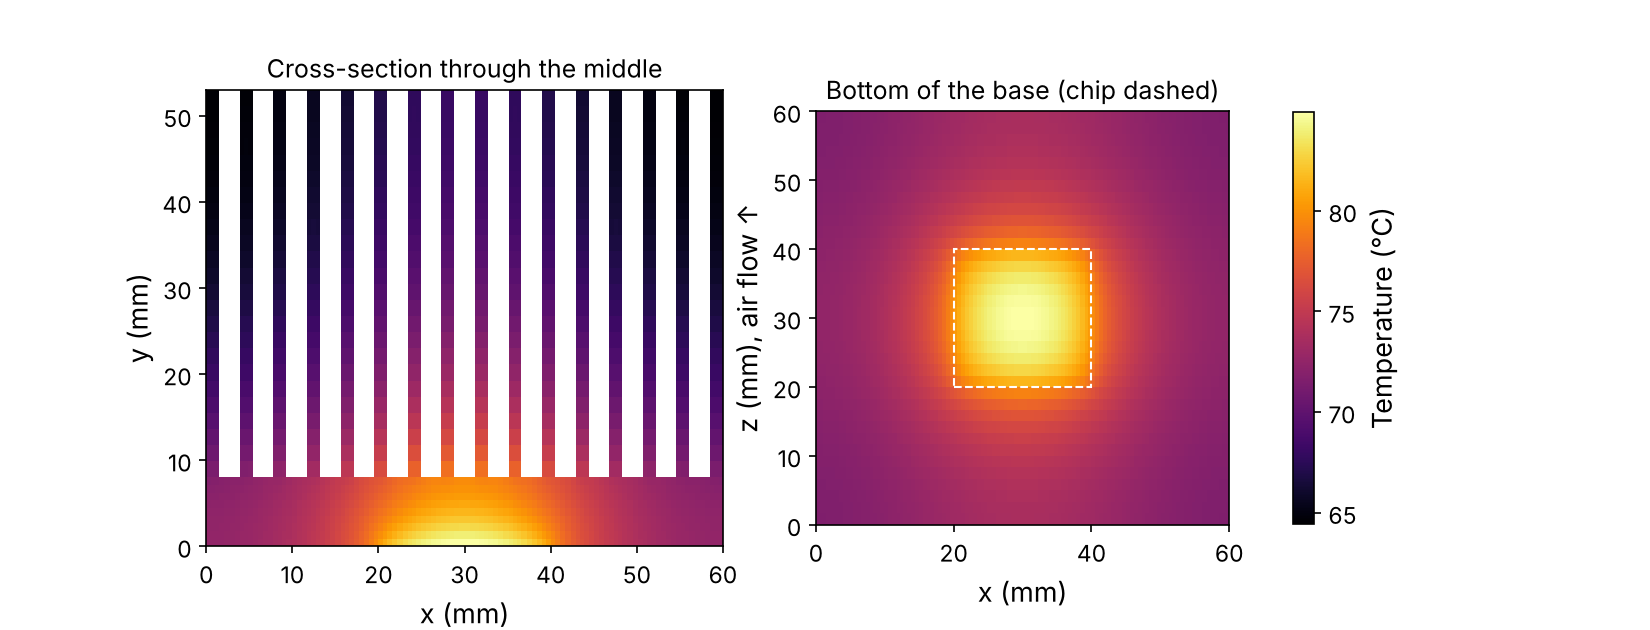 Cross-section through the middle
50
40
30
20
10
0
y (mm)
0 10 20 30 40 50 60
x (mm)
Bottom of the base (chip dashed)
60
50
40
30
20
10
0
z (mm), air flow ↑
0 20 40 60
x (mm)
80
75
70
65
Temperature (°C)